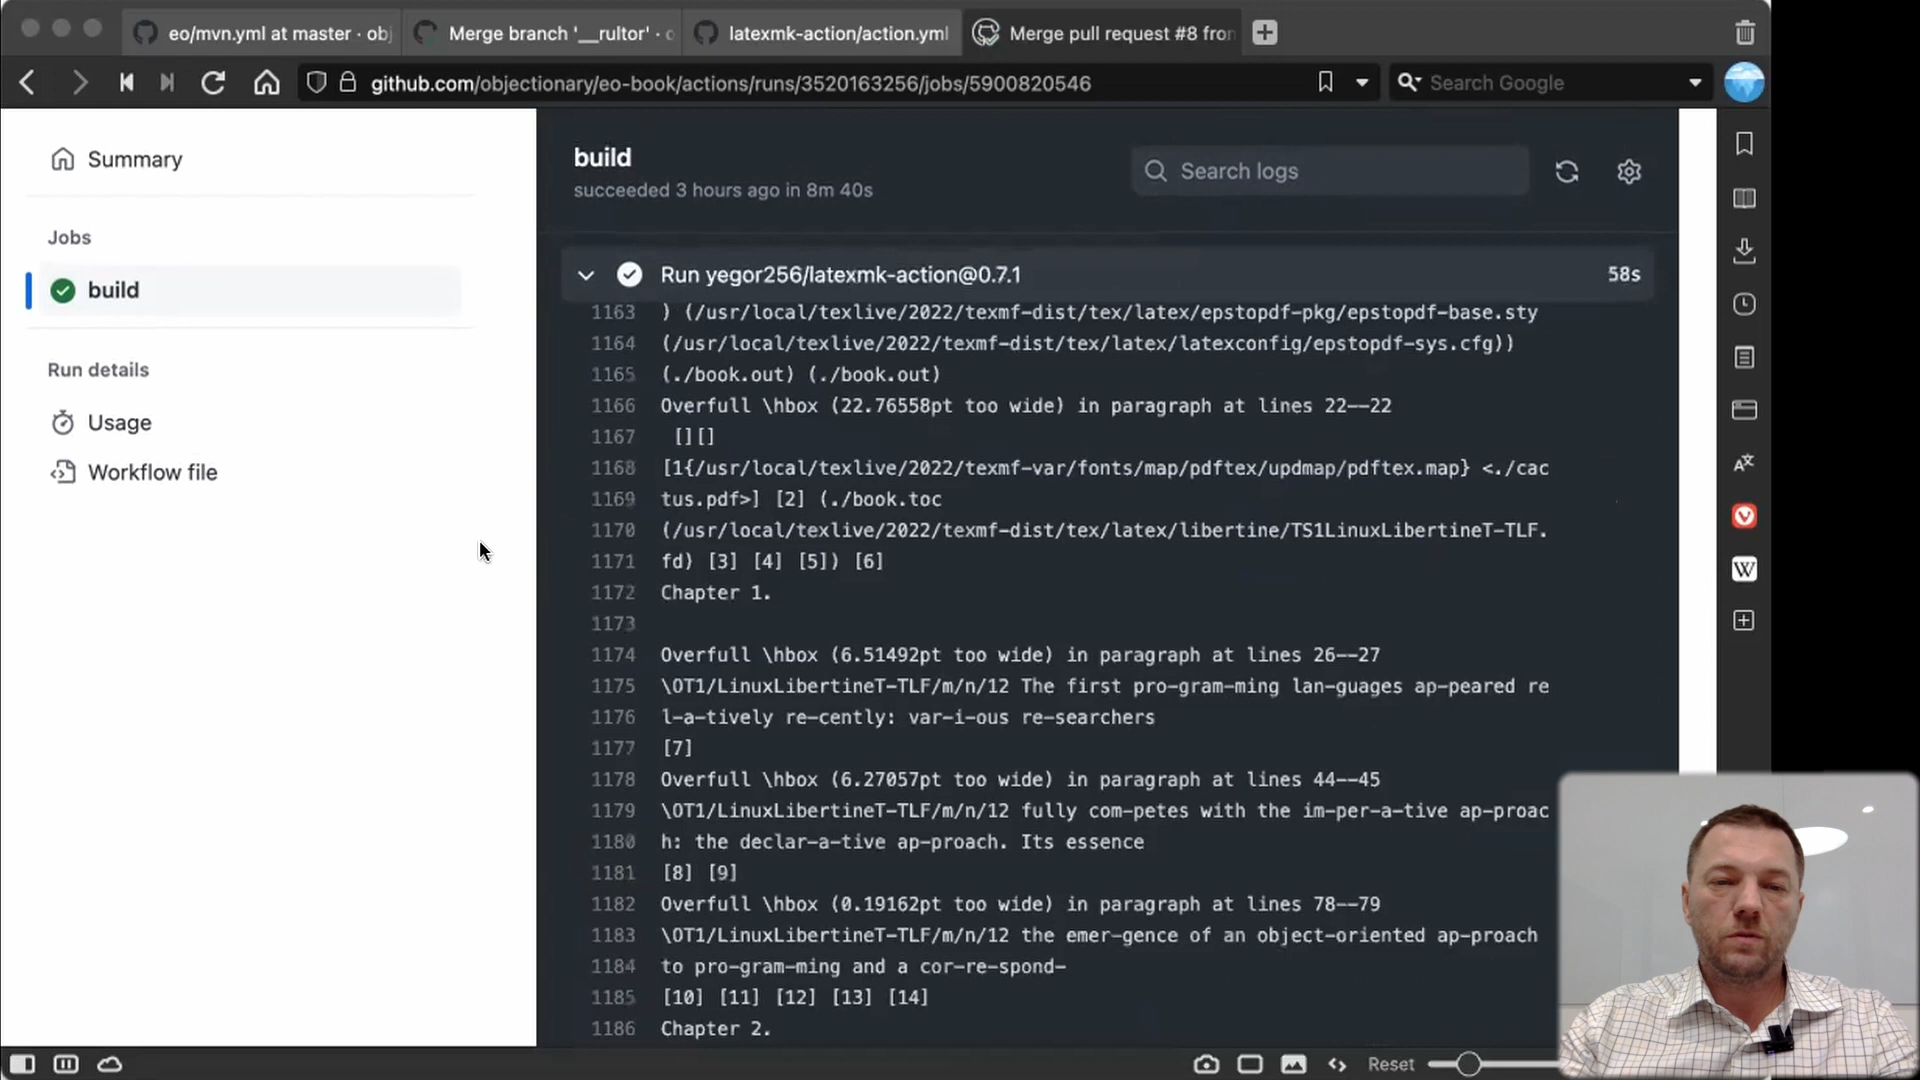 eo/mvn.yml at master · obj
Merge branch '__rultor' · o
latexmk-action/action.yml
Merge pull request #8 from
github.com/objectionary/eo-book/actions/runs/3520163256/jobs/5900820546
Search Google
Summary
Jobs
build
Run details
Usage
Workflow file
build
succeeded 3 hours ago in 8m 40s
Search logs
Run yegor256/latexmk-action@0.7.1
58s
1163 ) (/usr/local/texlive/2022/texmf-dist/tex/latex/epstopdf-pkg/epstopdf-base.sty
1164 (/usr/local/texlive/2022/texmf-dist/tex/latex/latexconfig/epstopdf-sys.cfg))
1165 (./book.out) (./book.out)
1166 Overfull \hbox (22.76558pt too wide) in paragraph at lines 22--22
1167 [][]
1168 [1{/usr/local/texlive/2022/texmf-var/fonts/map/pdftex/updmap/pdftex.map} <./cac
1169 tus.pdf>] [2] (./book.toc
1170 (/usr/local/texlive/2022/texmf-dist/tex/latex/libertine/TS1LinuxLibertineT-TLF.
1171 fd) [3] [4] [5]) [6]
1172 Chapter 1.
1173
1174 Overfull \hbox (6.51492pt too wide) in paragraph at lines 26--27
1175 \OT1/LinuxLibertineT-TLF/m/n/12 The first pro-gram-ming lan-guages ap-peared re
1176 l-a-tively re-cently: var-i-ous re-searchers
1177 [7]
1178 Overfull \hbox (6.27057pt too wide) in paragraph at lines 44--45
1179 \OT1/LinuxLibertineT-TLF/m/n/12 fully com-petes with the im-per-a-tive ap-proac
1180 h: the declar-a-tive ap-proach. Its essence
1181 [8] [9]
1182 Overfull \hbox (0.19162pt too wide) in paragraph at lines 78--79
1183 \OT1/LinuxLibertineT-TLF/m/n/12 the emer-gence of an object-oriented ap-proach
1184 to pro-gram-ming and a cor-re-spond-
1185 [10] [11] [12] [13] [14]
1186 Chapter 2.
W
Reset